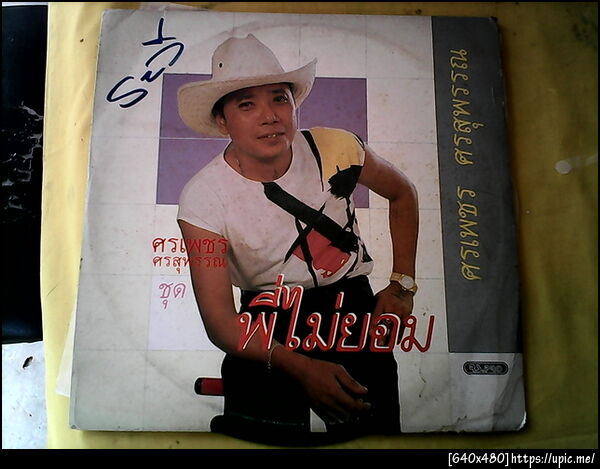 ศรเพชร ศรสุพรรณ
ศรเพชร
ศรสุพรรณ
ชุด
พี่ไม่ยอม
[640x480]https://upic.me/